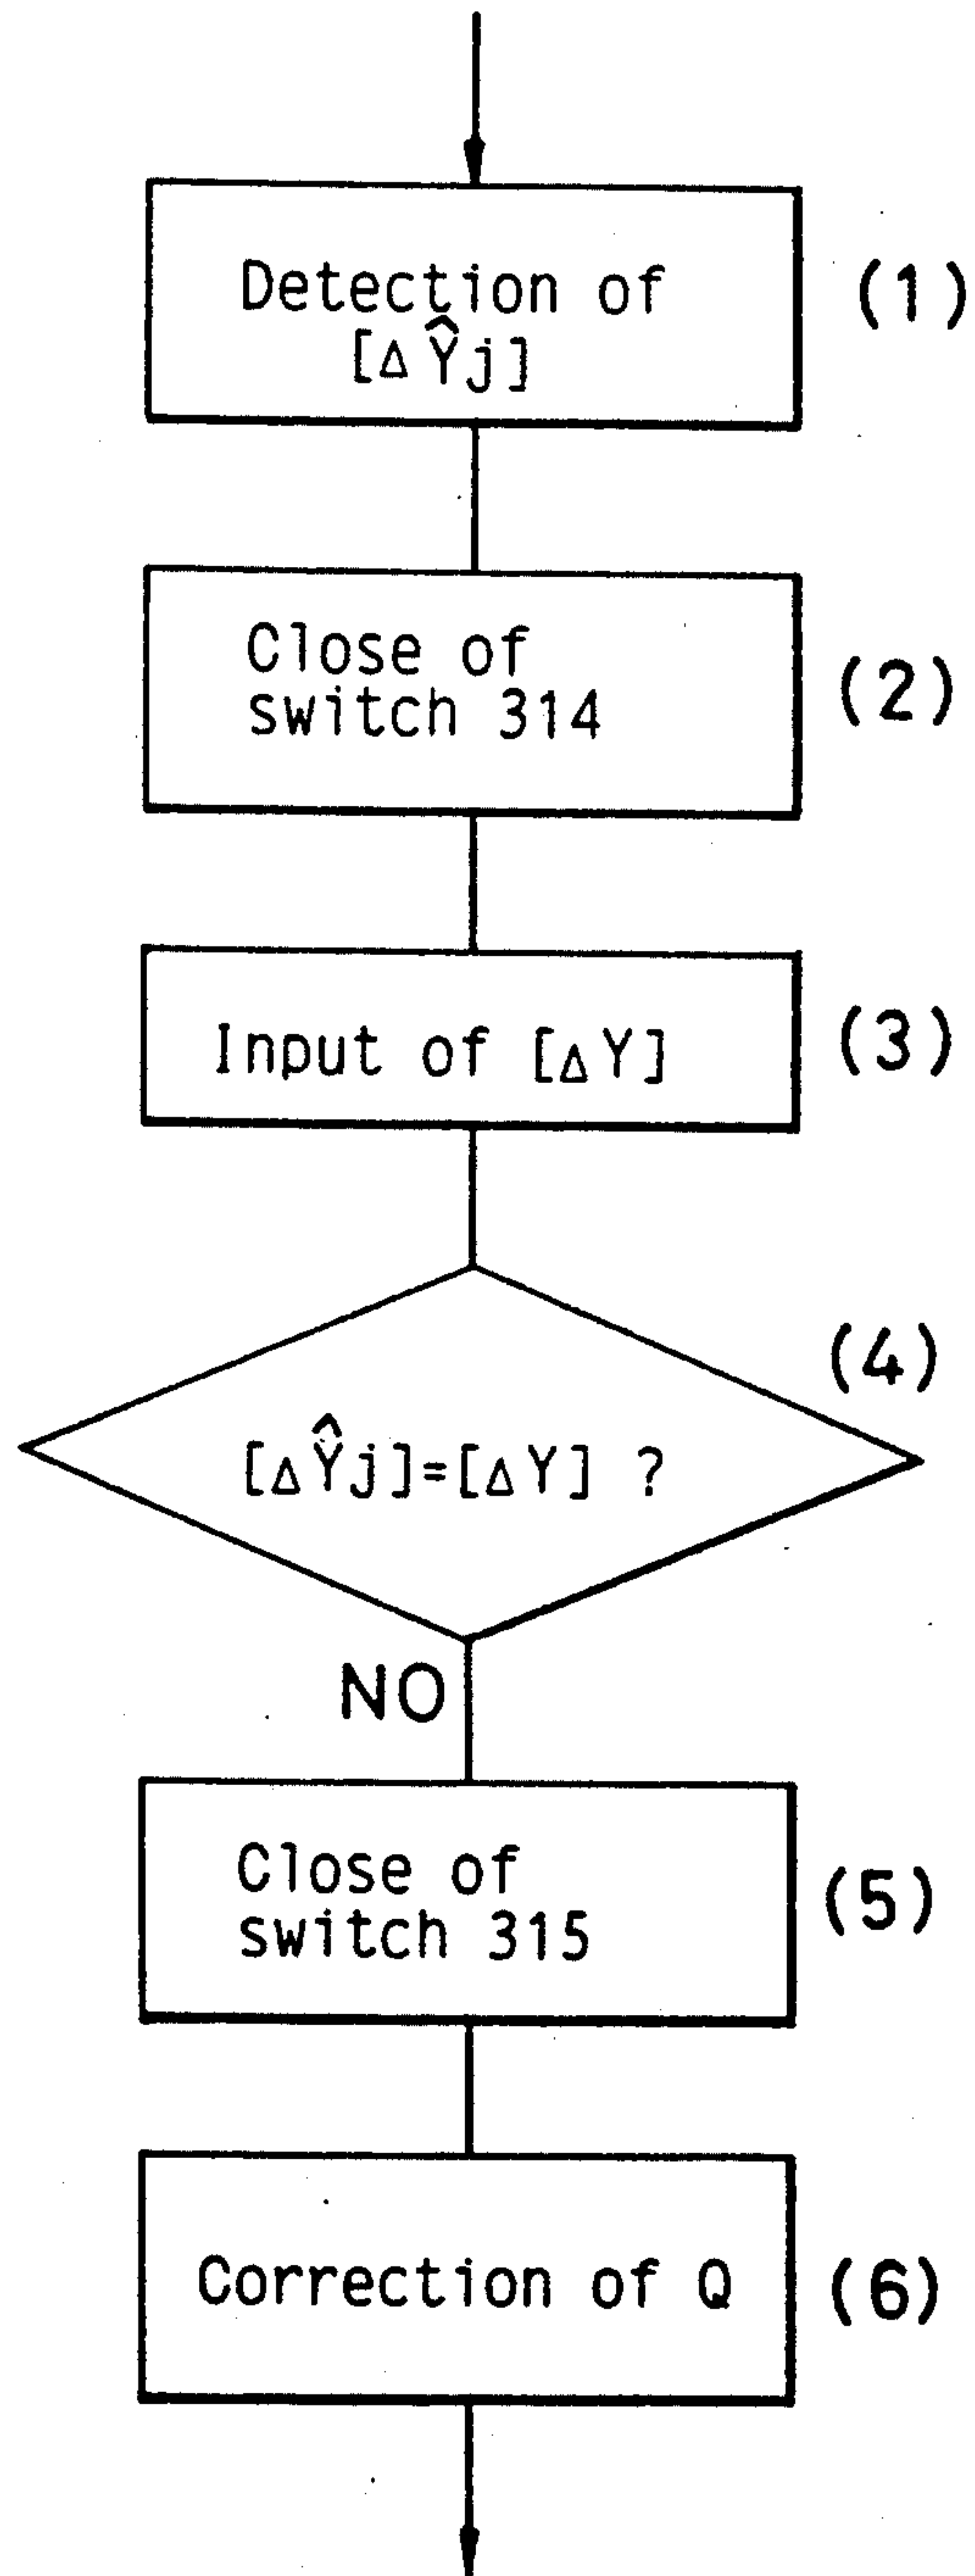 Detection of
[ΔŶj]
(1)
Close of
switch 314
(2)
Input of [ΔY]
(3)
(4)
[ΔŶj]=[ΔY] ?
NO
Close of
switch 315
(5)
Correction of Q
(6)